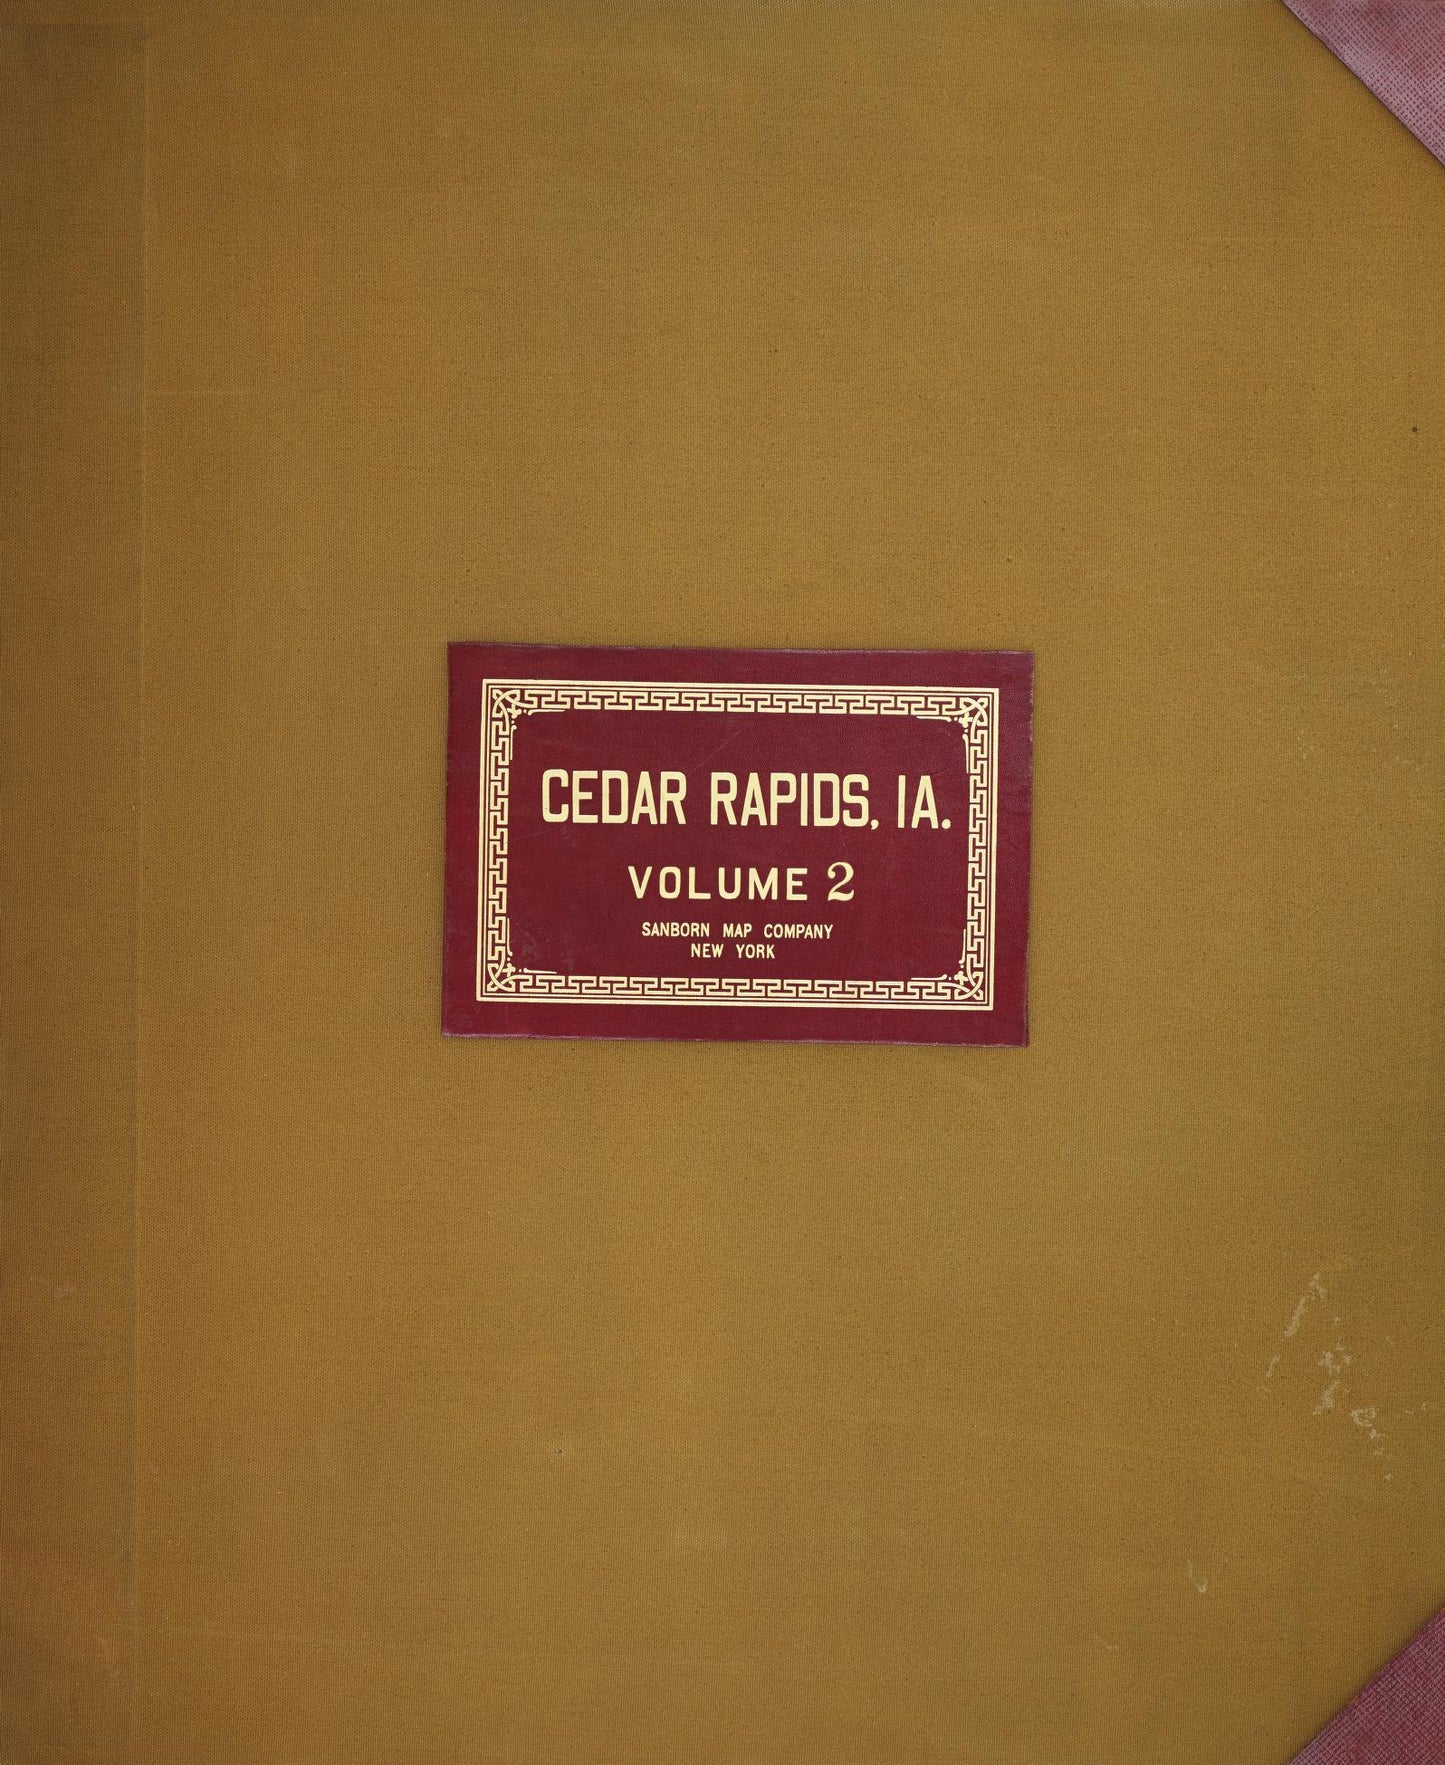 CEDAR RAPIDS, IA.
VOLUME 2
SANBORN MAP COMPANY
NEW YORK